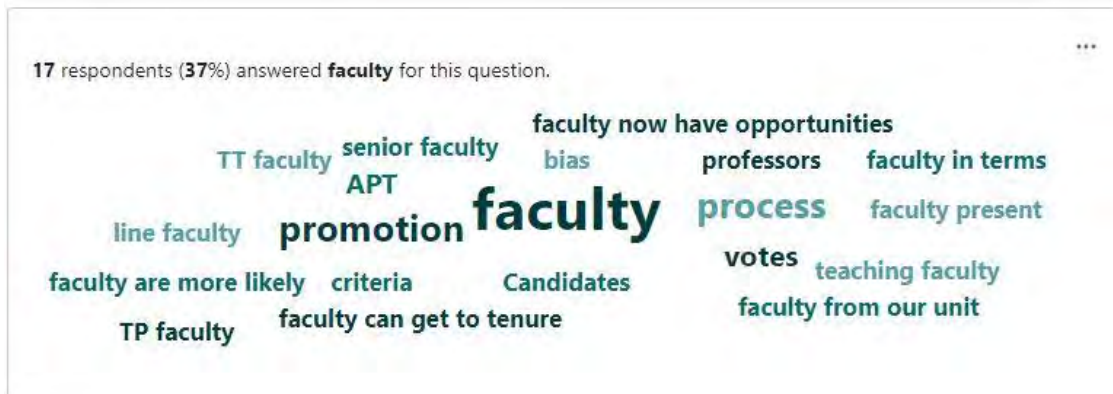 ...
17 respondents (37%) answered faculty for this question.
faculty now have opportunities
TT faculty senior faculty bias professors faculty in terms
APT
line faculty promotion faculty process faculty present
votes teaching faculty
faculty are more likely criteria Candidates
faculty from our unit
TP faculty faculty can get to tenure